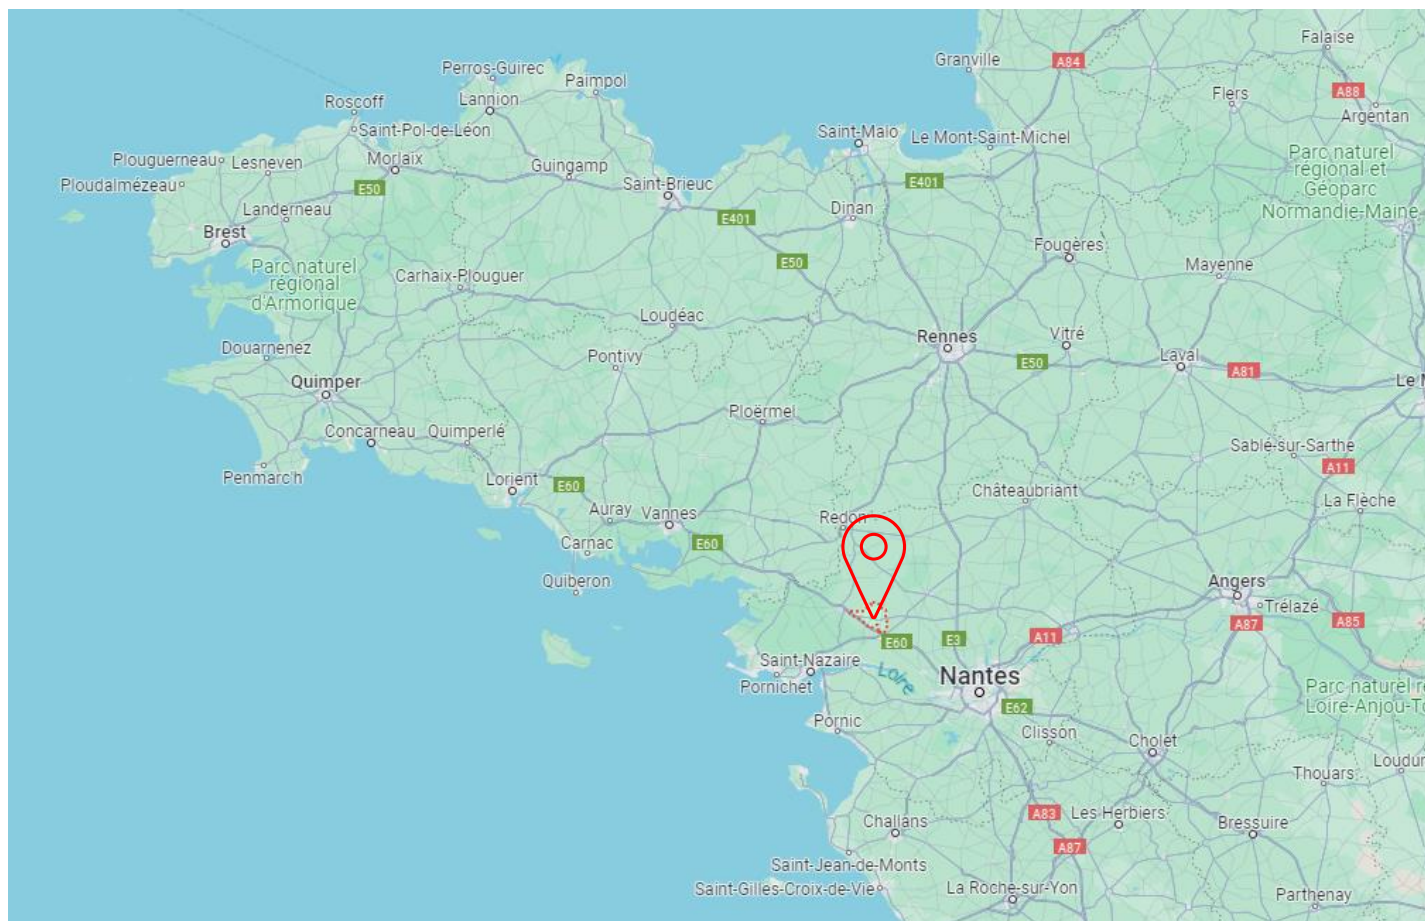 Falaise
Granville
A84
Perros-Guirec
Paimpol
A88
Flers
Lannion
Roscoff
Argentan
Saint-Pol-de-Léon
Saint-Malo
Le Mont-Saint-Michel
Parc naturel
régional et
Géoparc
Normandie-Maine
Plouguerneau
Lesneven
Morlaix
Guingamp
Ploudalmézeau
E50
Saint-Brieuc
E401
Landerneau
Dinan
E401
Brest
Fougères
E50
Mayenne
Parc naturel
régional
d'Armorique
Carhaix-Plouguer
Loudéac
Rennes
Vitré
Douarnenez
Pontivy
E50
Laval
A81
Quimper
Le M
Ploërmel
Concarneau
Quimperlé
Sablé-sur-Sarthe
A11
Penmarc'h
Lorient
E60
Châteaubriant
La Flèche
Auray
Vannes
Redon
Carnac
E60
Quiberon
Angers
Trélazé
A87
A85
E60
E3
A11
Saint-Nazaire
Loire
Nantes
Pornichet
Parc naturel r
Loire-Anjou-To
E62
Pornic
Clisson
Cholet
Loudun
Thouars
A83
Les Herbiers
Challans
Bressuire
A87
Saint-Jean-de-Monts
Saint-Gilles-Croix-de-Vie
La Roche-sur-Yon
Parthenay